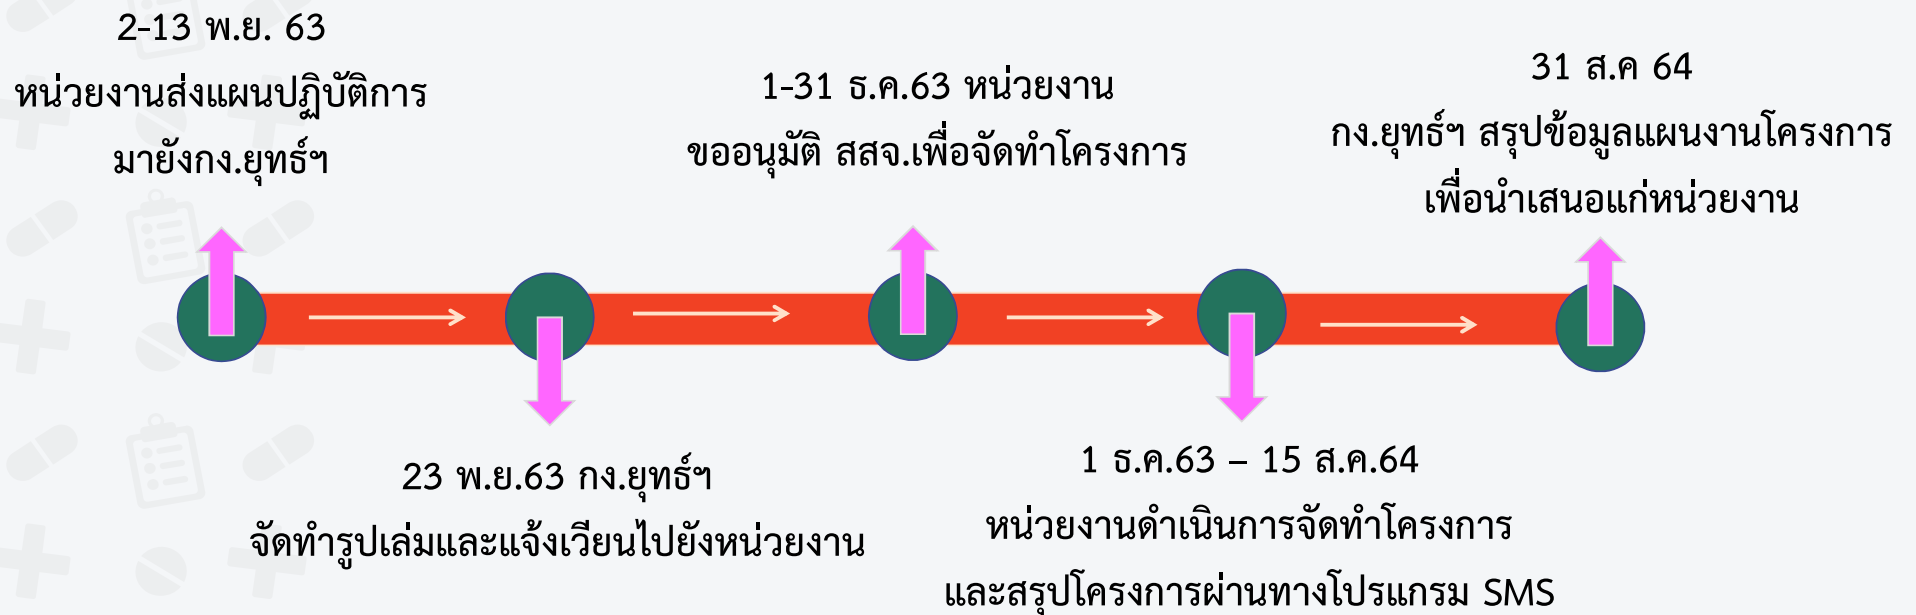 2-13 พ.ย. 63
หน่วยงานส่งแผนปฏิบัติการ
มายังกง.ยุทธ์ฯ
23 พ.ย.63 กง.ยุทธ์ฯ
จัดทำรูปเล่มและแจ้งเวียนไปยังหน่วยงาน
1-31 ธ.ค.63 หน่วยงาน
ขออนุมัติ สสจ.เพื่อจัดทำโครงการ
1 ธ.ค.63 – 15 ส.ค.64
หน่วยงานดำเนินการจัดทำโครงการ
และสรุปโครงการผ่านทางโปรแกรม SMS
31 ส.ค 64
กง.ยุทธ์ฯ สรุปข้อมูลแผนงานโครงการ
เพื่อนำเสนอแก่หน่วยงาน